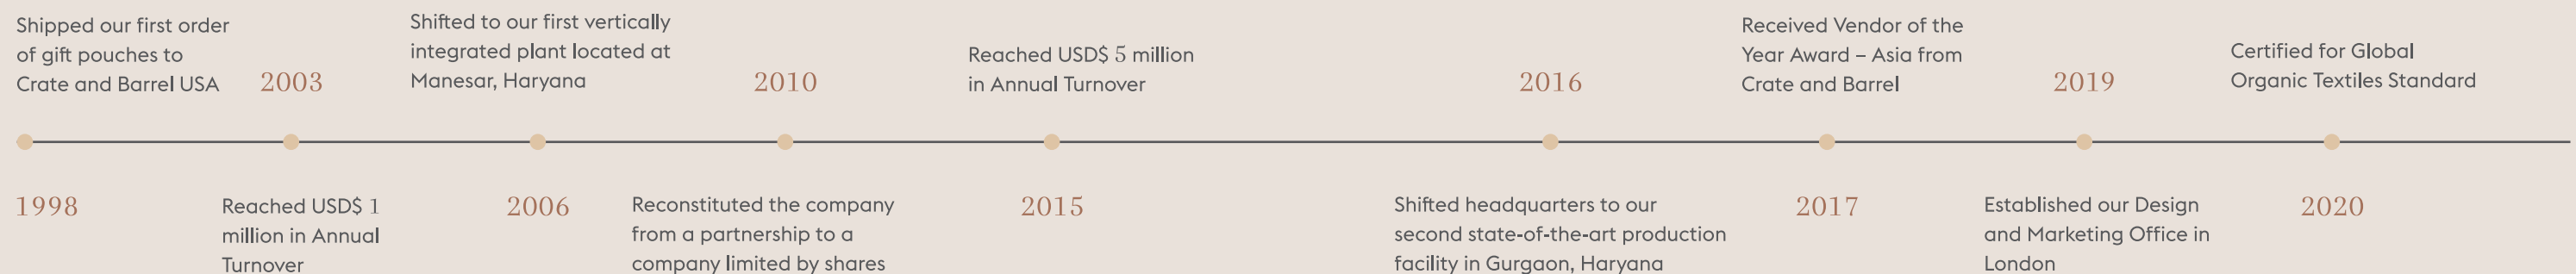 Shipped our first order
of gift pouches to
Crate and Barrel USA
1998
2003
Reached USD$ 1
million in Annual
Turnover
Shifted to our first vertically
integrated plant located at
Manesar, Haryana
2006
2010
Reconstituted the company
from a partnership to a
company limited by shares
Reached USD$ 5 million
in Annual Turnover
2015
2016
Shifted headquarters to our
second state-of-the-art production
facility in Gurgaon, Haryana
Received Vendor of the
Year Award – Asia from
Crate and Barrel
2017
2019
Established our Design
and Marketing Office in
London
Certified for Global
Organic Textiles Standard
2020